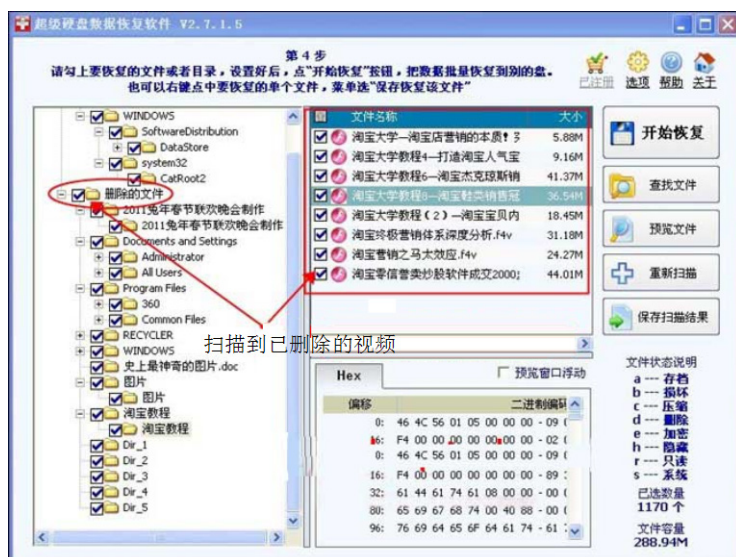 超级硬盘数据恢复软件 V2.7.1.5
第 4 步
请勾上要恢复的文件或者目录，设置好后，点"开始恢复"按钮，把数据批量恢复到别的盘。
也可以右键点中要恢复的单个文件，菜单选"保存恢复该文件"
已注册 选项 帮助 关于
WINDOWS
SoftwareDistribution
DataStore
system32
CatRoot2
删除的文件
2011兔年春节联欢晚会制作
2011兔年春节联欢晚会制作
Documents and Settings
Administrator
All Users
Program Files
360
Common Files
RECYCLER
WINDOWS
史上最神奇的图片.doc
图片
图片
淘宝教程
淘宝教程
Dir_1
Dir_2
Dir_3
Dir_4
Dir_5
扫描到已删除的视频
文件名称 大小
淘宝大学—淘宝店营销的本质! 5.88M
淘宝大学教程4—打造淘宝人气宝 9.16M
淘宝大学教程6—淘宝杰克琼斯销 41.37M
淘宝大学教程8—淘宝鞋类销售冠 36.54M
淘宝大学教程(2)—淘宝宝贝内 18.45M
淘宝终极营销体系深度分析.f4v 31.18M
淘宝营销之马太效应.f4v 24.27M
淘宝零信誉卖炒股软件成交2000; 44.01M
Hex
预览窗口浮动
偏移 二进制编码
0: 46 4C 56 01 05 00 00 00 - 09 0
16: F4 00 00 00 00 00 00 00 - 02 0
0: 46 4C 56 01 05 00 00 00 - 09 0
16: F4 00 00 00 00 00 00 00 - 89
32: 61 44 61 74 61 08 00 00 - 00
80: 65 69 67 68 74 00 40 88 - 00
96: 76 69 64 65 6F 64 61 74 - 61
开始恢复
查找文件
预览文件
重新扫描
保存扫描结果
文件状态说明
a --- 存档
b --- 损坏
c --- 压缩
d --- 删除
e --- 加密
h --- 隐藏
r --- 只读
s --- 系统
已选数量
1170 个
文件容量
288.94MB